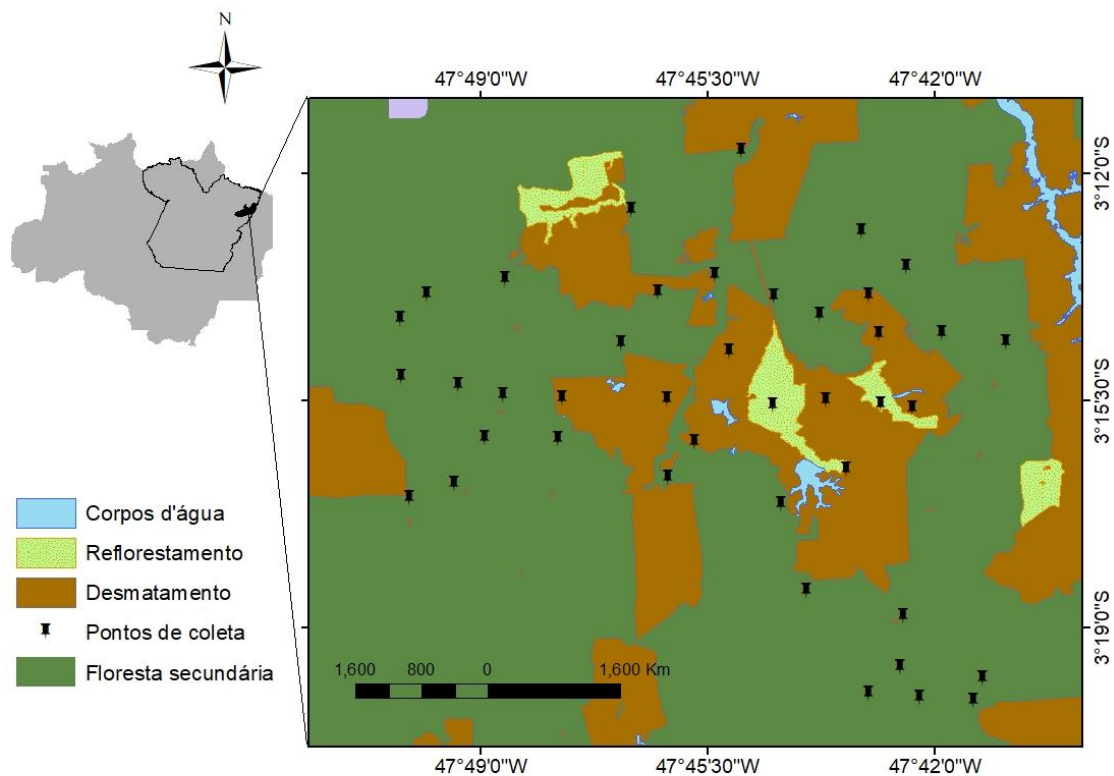 N
47°49'0"W 47°45'30"W 47°42'0"W
3°12'0"S
3°15'30"S
3°19'0"S
Corpos d'água
Reflorestamento
Desmatamento
Pontos de coleta
Floresta secundária
1,600 800 0 1,600 Km
47°49'0"W 47°45'30"W 47°42'0"W